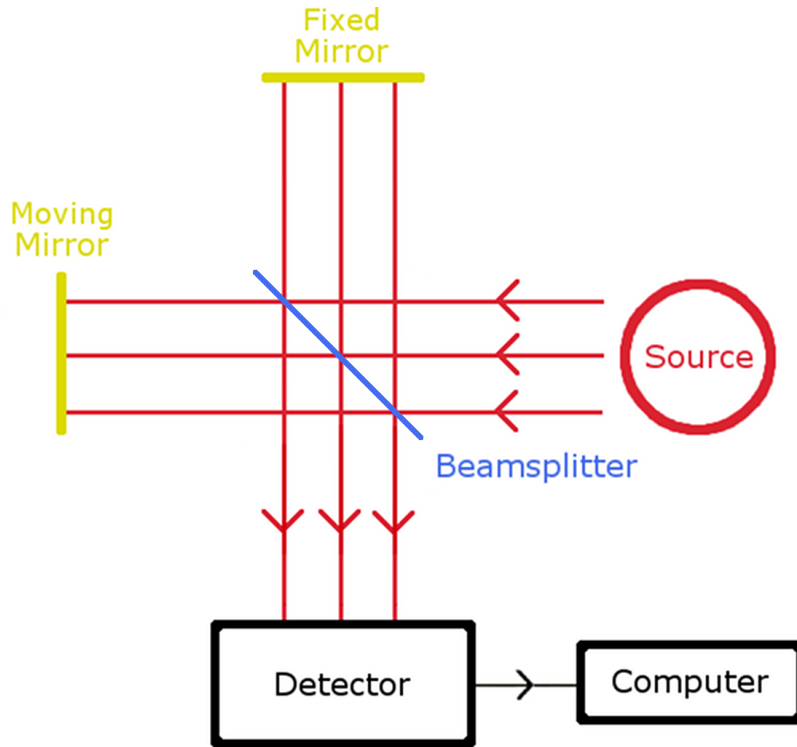 Fixed
Mirror
Moving
Mirror
Source
Beamsplitter
Detector
Computer